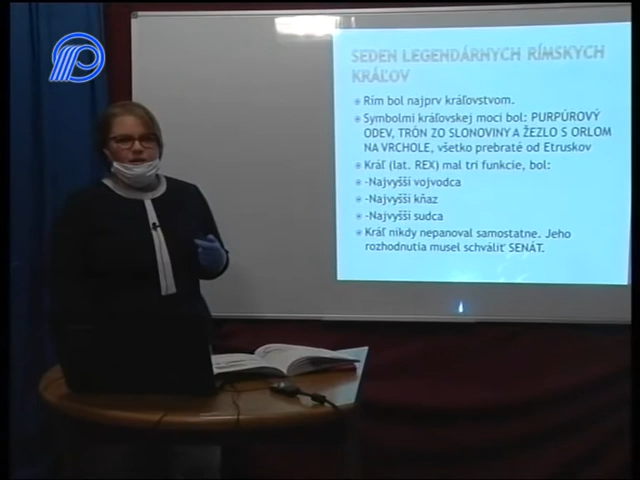 SEDEN LEGENDÁRNYCH RÍMSKYCH
KRÁĽOV
Rím bol najprv kráľovstvom.
Symbolmi kráľovskej moci bol: PURPÚROVÝ
ODEV, TRÓN ZO SLONOVINY A ŽEZLO S ORLOM
NA VRCHOLE, všetko prebraté od Etruskov
Kráľ (lat. REX) mal tri funkcie, bol:
-Najvyšší vojvodca
-Najvyšší kňaz
-Najvyšší sudca
Kráľ nikdy nepanoval samostatne. Jeho
rozhodnutia musel schváliť SENÁT.